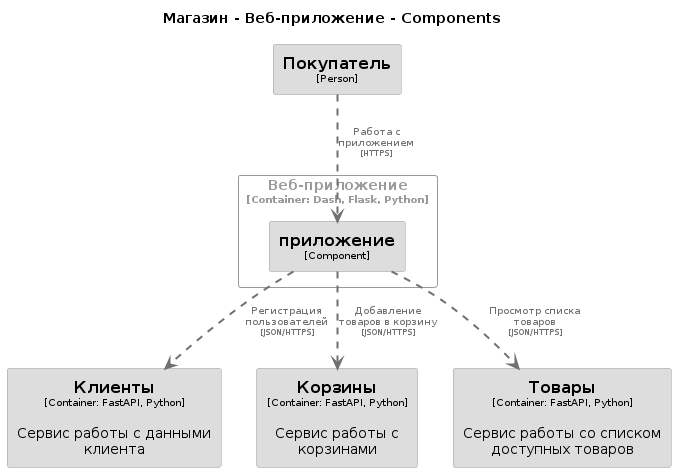 Магазин - Веб-приложение - Components
Покупатель
[Person]
Работа с
приложением
[HTTPS]
Веб-приложение
[Container: Dash, Flask, Python]
приложение
[Component]
Регистрация
пользователей
[JSON/HTTPS]
Добавление
товаров в корзину
[JSON/HTTPS]
Просмотр списка
товаров
[JSON/HTTPS]
Клиенты
[Container: FastAPI, Python]
Сервис работы с данными
клиента
Корзины
[Container: FastAPI, Python]
Сервис работы с
корзинами
Товары
[Container: FastAPI, Python]
Сервис работы со списком
доступных товаров